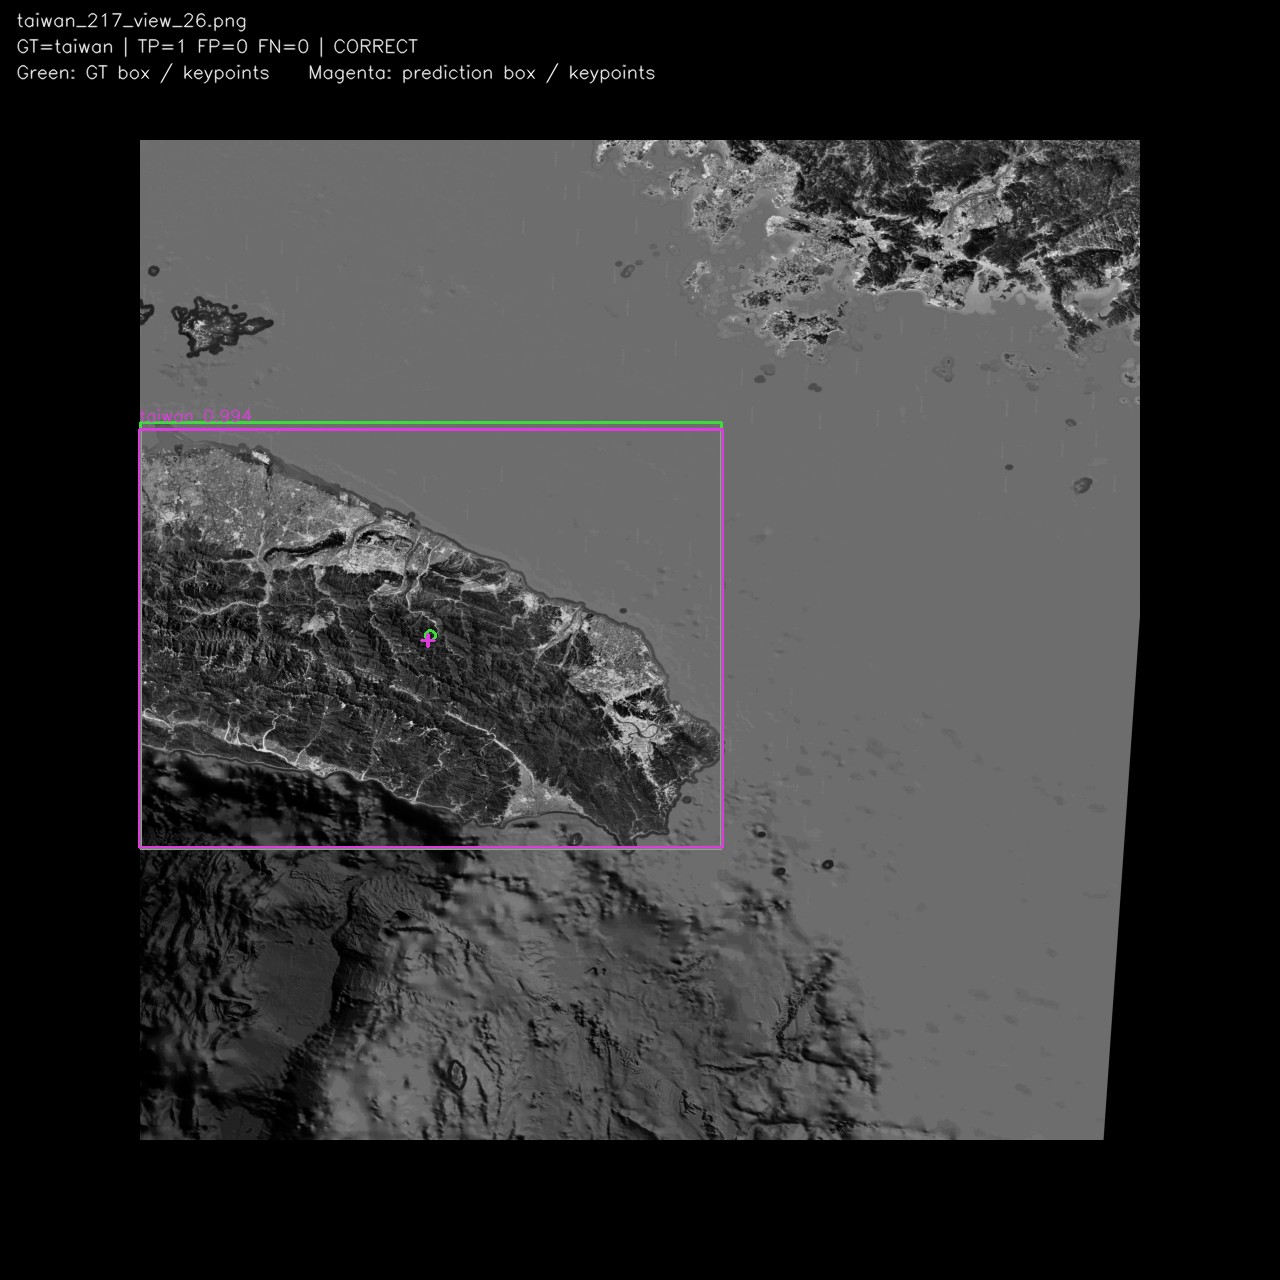 taiwan_217_view_26.png
GT=taiwan | TP=1 FP=0 FN=0 | CORRECT
Green: GT box / keypoints    Magenta: prediction box / keypoints
taiwan 0.994